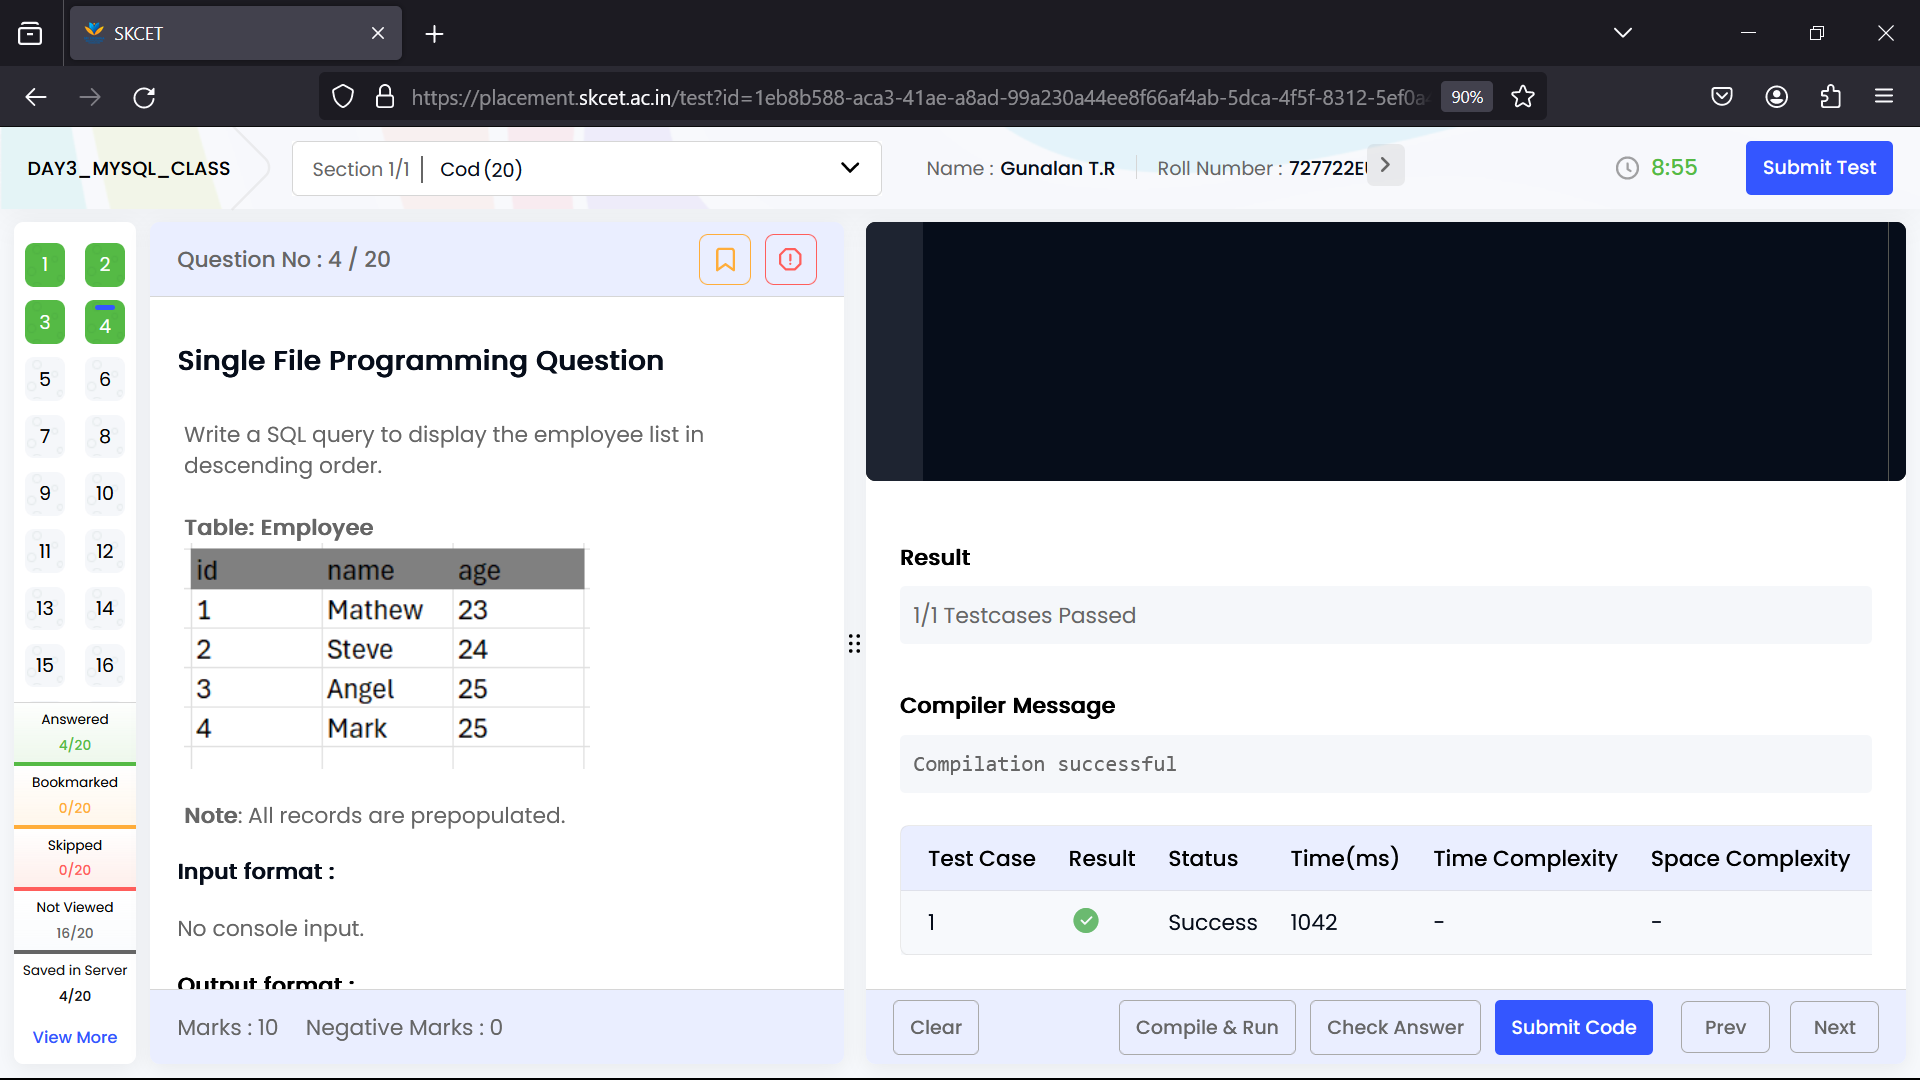 SKCET
https://placement.skcet.ac.in/test?id=1eb8b588-aca3-41ae-a8ad-99a230a44ee8f66af4ab-5dca-4f5f-8312-5ef0a
90%
DAY3_MYSQL_CLASS
Section 1/1 | Cod (20)
Name : Gunalan T.R
Roll Number : 727722E
8:55
Submit Test
1 2
3 4
5 6
7 8
9 10
11 12
13 14
15 16
Answered
4/20
Bookmarked
0/20
Skipped
0/20
Not Viewed
16/20
Saved in Server
4/20
View More
Question No : 4 / 20
Single File Programming Question
Write a SQL query to display the employee list in
descending order.
Table: Employee
id name age
1 Mathew 23
2 Steve 24
3 Angel 25
4 Mark 25
Note: All records are prepopulated.
Input format :
No console input.
Output format :
Marks : 10 Negative Marks : 0
Result
1/1 Testcases Passed
Compiler Message
Compilation successful
Test Case Result Status Time(ms) Time Complexity Space Complexity
1 Success 1042 - -
Clear Compile & Run Check Answer Submit Code Prev Next